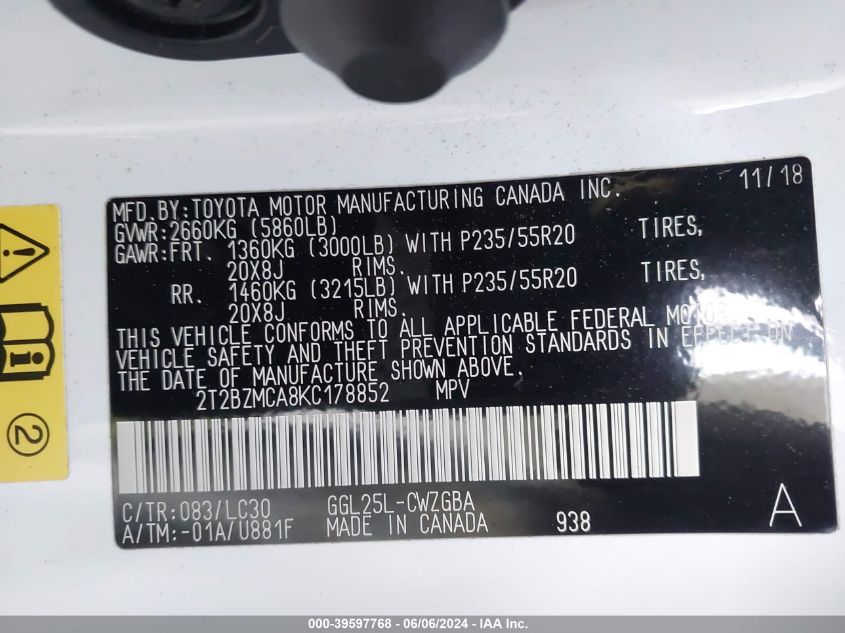 MFD. BY: TOYOTA MOTOR MANUFACTURING CANADA INC. 11/18
GVWR: 2660KG (5860LB)
GAWR: FRT. 1360KG (3000LB) WITH P235/55R20 TIRES,
20X8J RIMS.
RR. 1460KG (3215LB) WITH P235/55R20 TIRES,
20X8J RIMS.
THIS VEHICLE CONFORMS TO ALL APPLICABLE FEDERAL MOTOR
VEHICLE SAFETY AND THEFT PREVENTION STANDARDS IN EFFECT ON
THE DATE OF MANUFACTURE SHOWN ABOVE.
2T2BZMCA8KC178852 MPV
C/TR: 083/LC30 GGL25L-CWZGBA
A/TM: -01A/U881F MADE IN CANADA 938 A
2
000-39597768 - 06/06/2024 - IAA Inc.